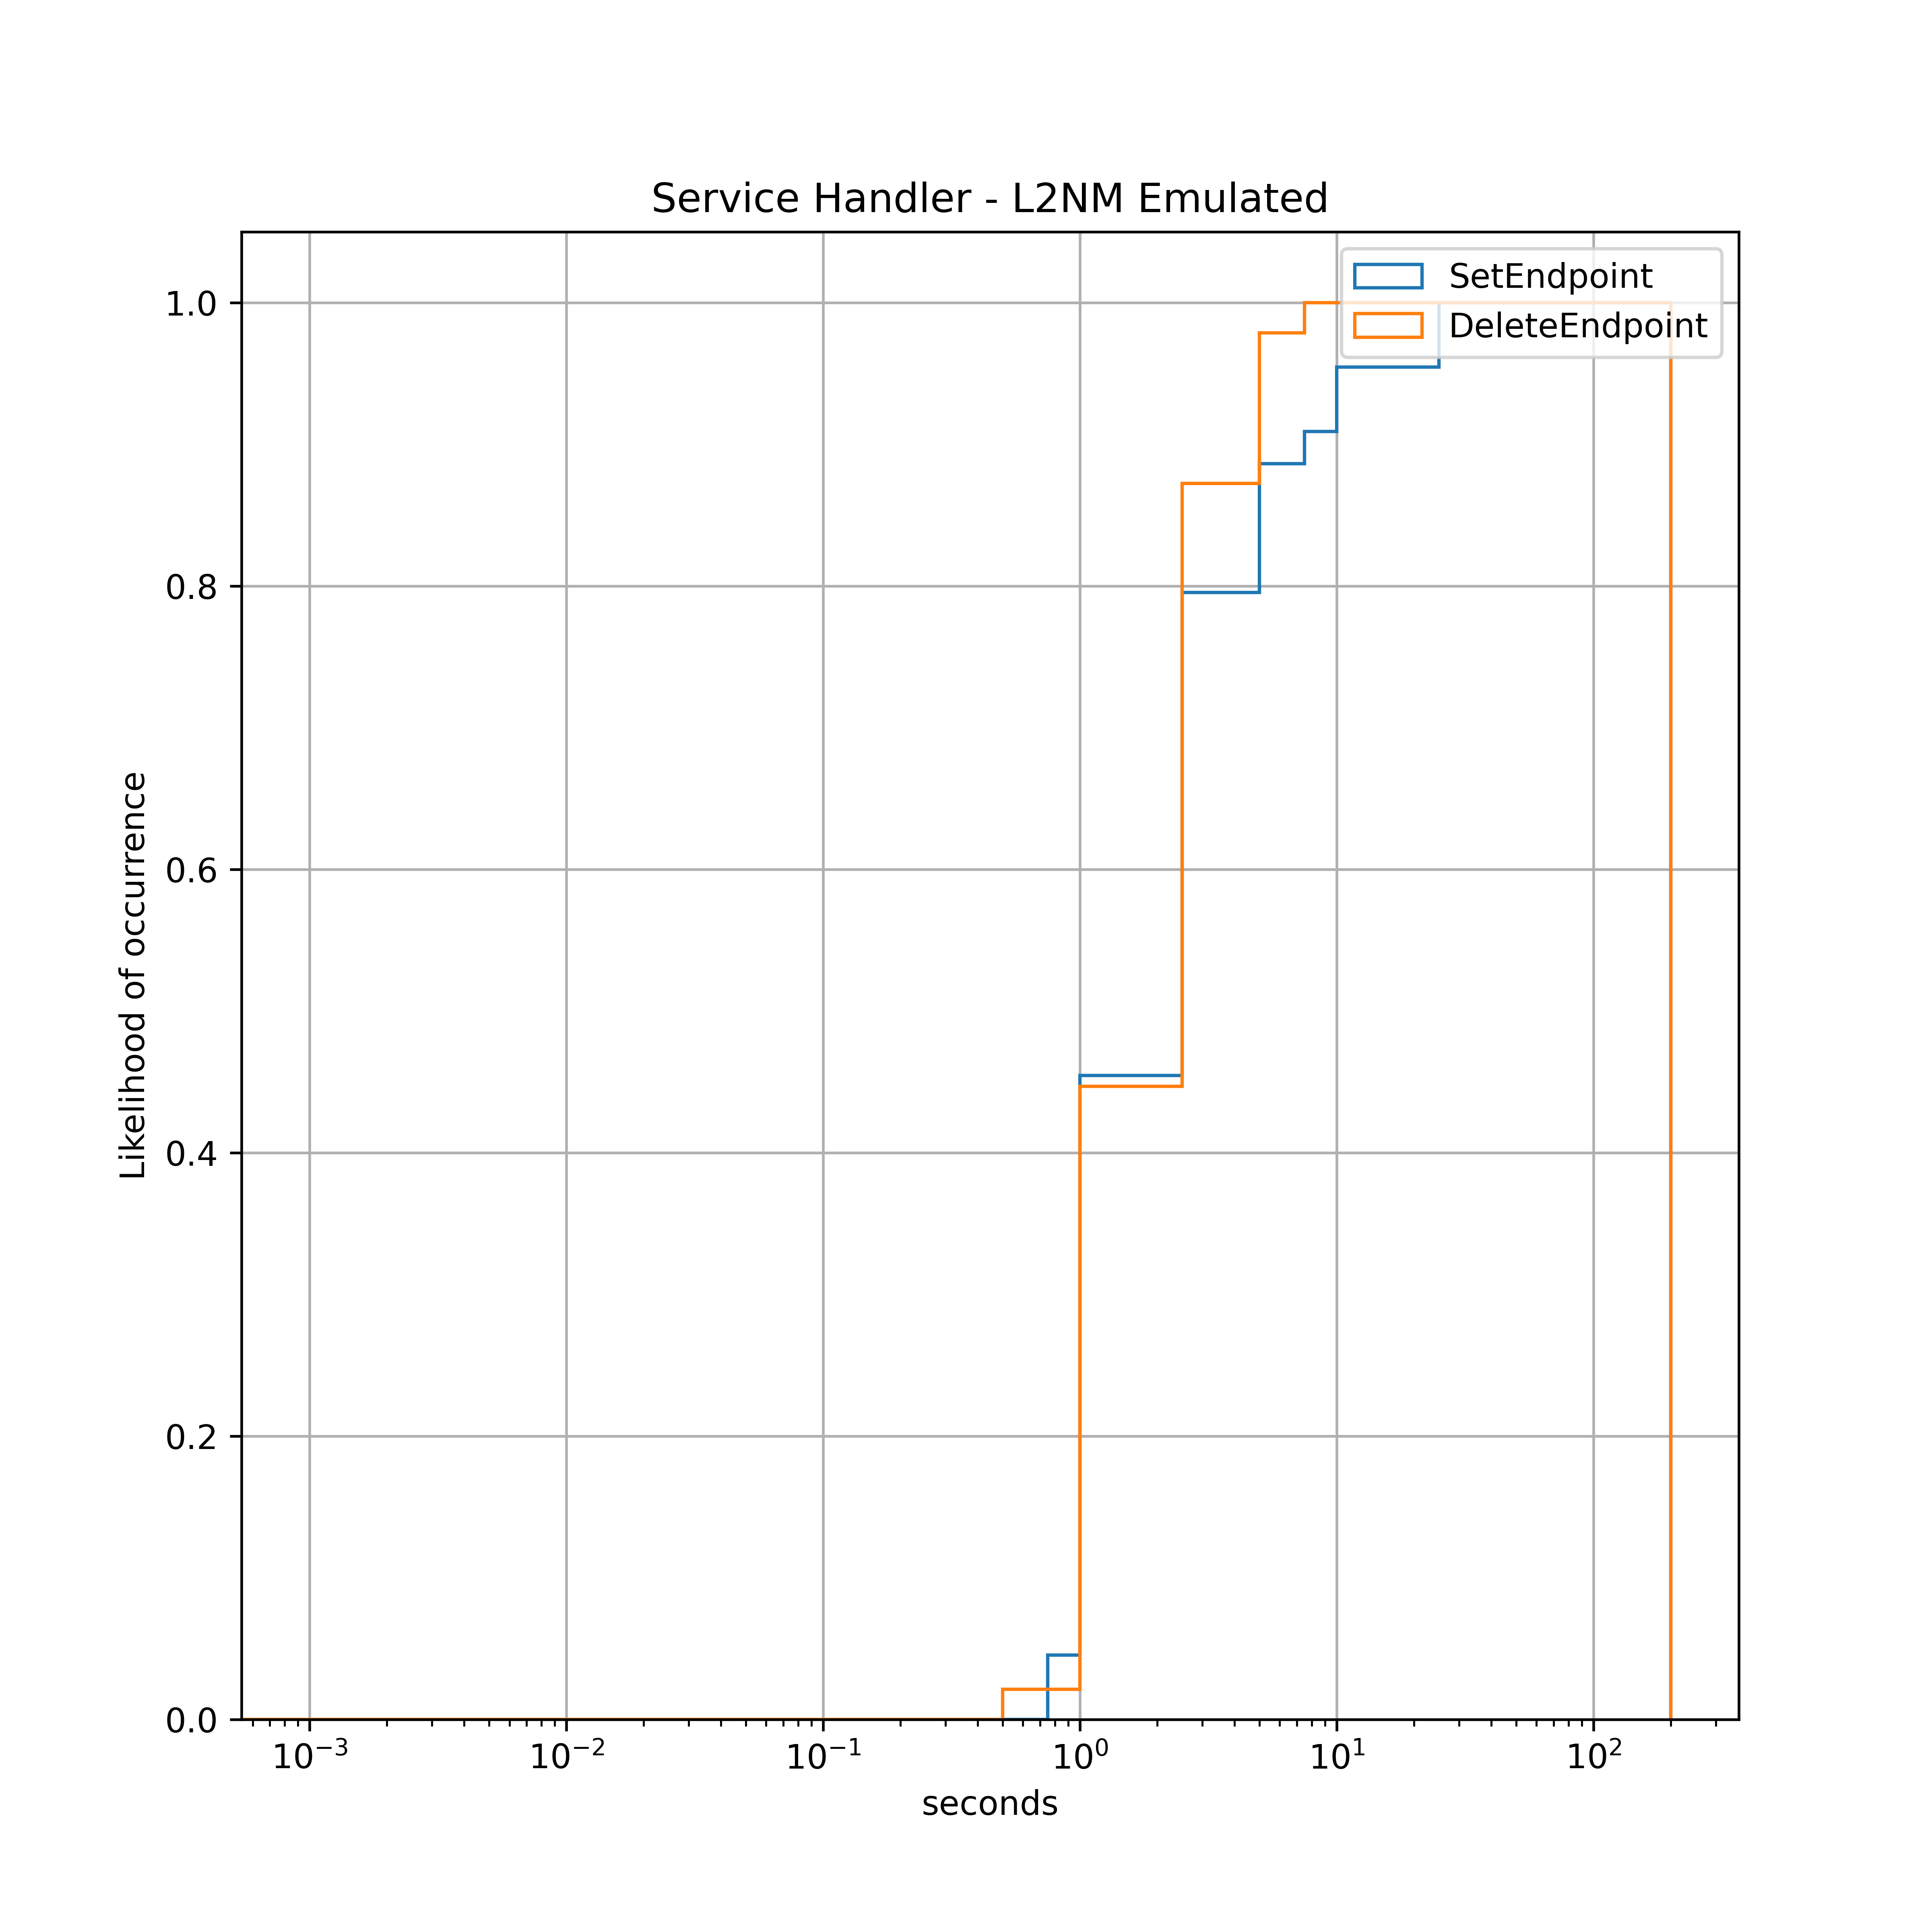 Service Handler - L2NM Emulated
SetEndpoint
DeleteEndpoint
Likelihood of occurrence
1.0
0.8
0.6
0.4
0.2
0.0
10⁻³ 10⁻² 10⁻¹ 10⁰ 10¹ 10²
seconds